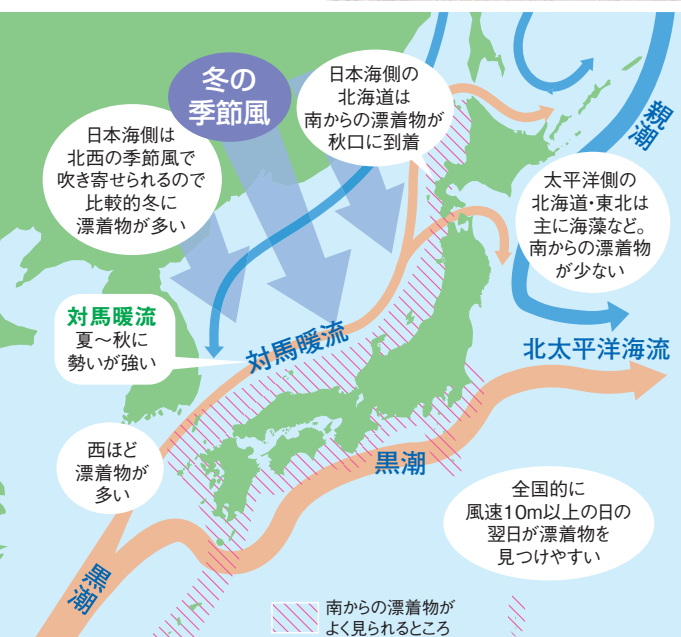 冬の
季節風
日本海側の
北海道は
南からの漂着物が
秋口に到着
日本海側は
北西の季節風で
吹き寄せられるので
比較的冬に
漂着物が多い
親潮
太平洋側の
北海道・東北は
主に海藻など。
南からの漂着物
が少ない
対馬暖流
夏〜秋に
勢いが強い
対馬暖流
北太平洋海流
西ほど
漂着物が
多い
黒潮
全国的に
風速10m以上の日の
翌日が漂着物を
見つけやすい
黒潮
南からの漂着物が
よく見られるところ